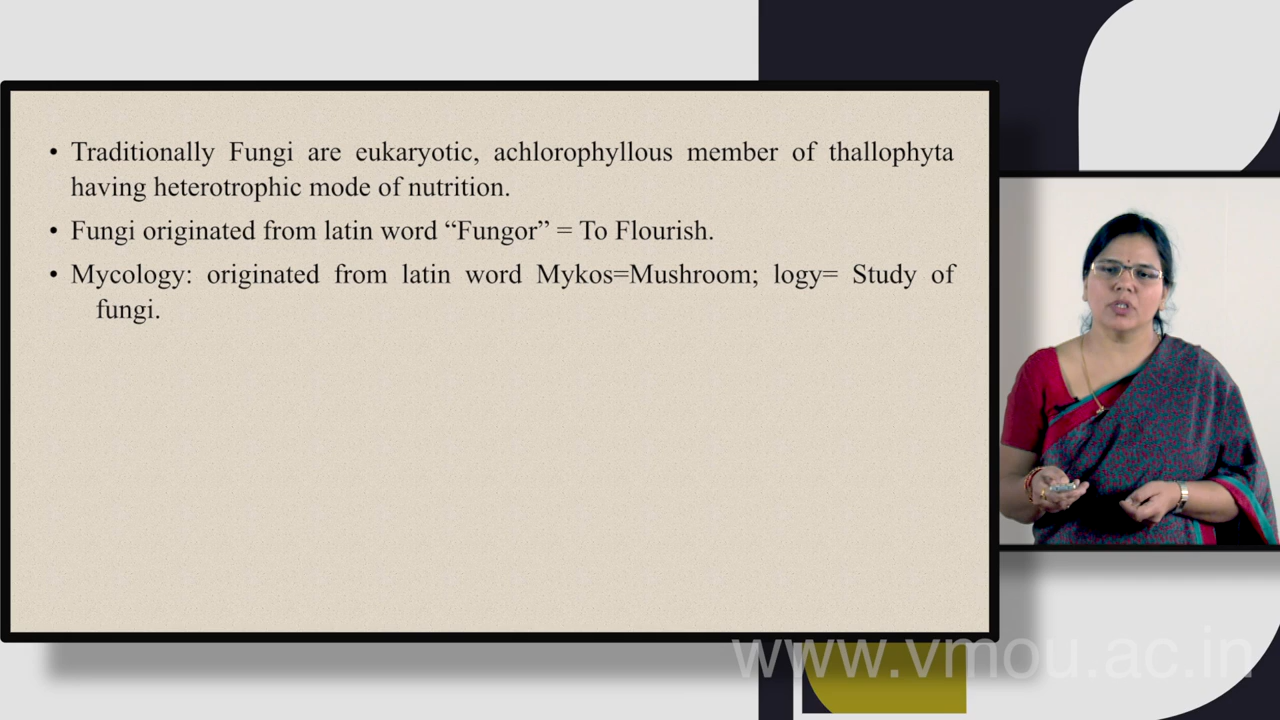 • Traditionally Fungi are eukaryotic, achlorophyllous member of thallophyta
having heterotrophic mode of nutrition.
• Fungi originated from latin word “Fungor” = To Flourish.
• Mycology: originated from latin word Mykos=Mushroom; logy= Study of
fungi.
www.vmou.ac.in